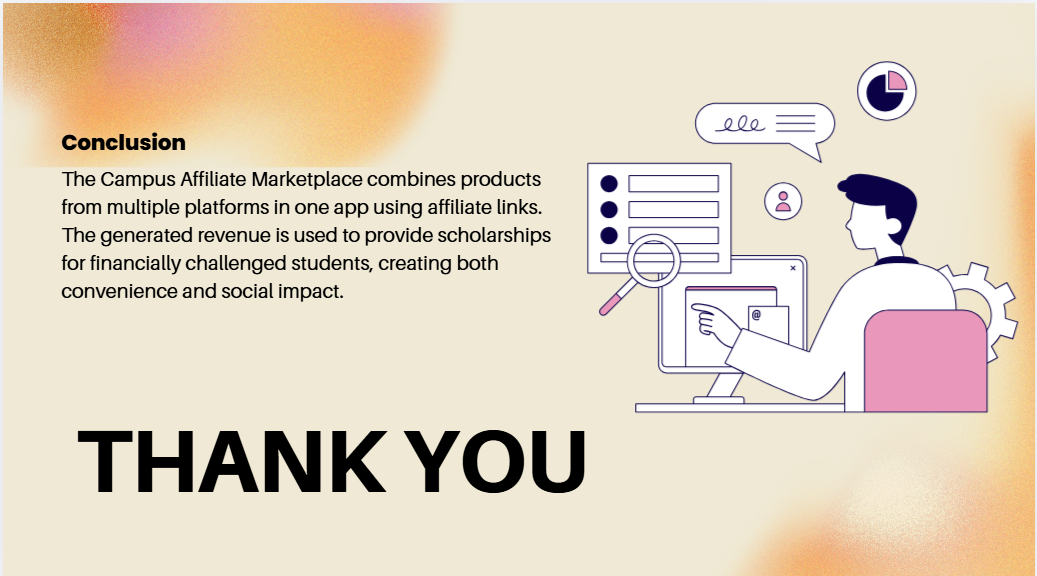 Conclusion
The Campus Affiliate Marketplace combines products
from multiple platforms in one app using affiliate links.
The generated revenue is used to provide scholarships
for financially challenged students, creating both
convenience and social impact.
@
THANK YOU